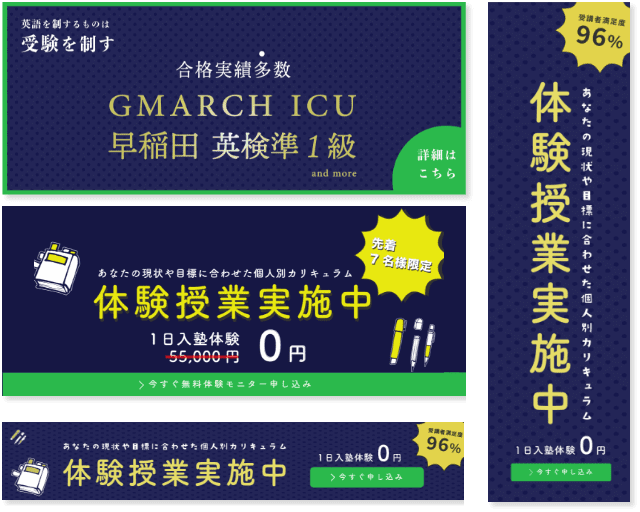 英語を制するものは
受験を制す
合格実績多数
GMARCH ICU
早稲田 英検準1級
and more
詳細は
こちら
先着
7名様限定
あなたの現状や目標に合わせた個人別カリキュラム
体験授業実施中
1日入塾体験
55,000円
0円
>今すぐ無料体験モニター申し込み
あなたの現状や目標に合わせた個人別カリキュラム
体験授業実施中
1日入塾体験 0円
>今すぐ申し込み
受講者満足度
96%
受講者満足度
96%
あなたの現状や目標に合わせた個人別カリキュラム
体験授業実施中
1日入塾体験 0円
>今すぐ申し込み